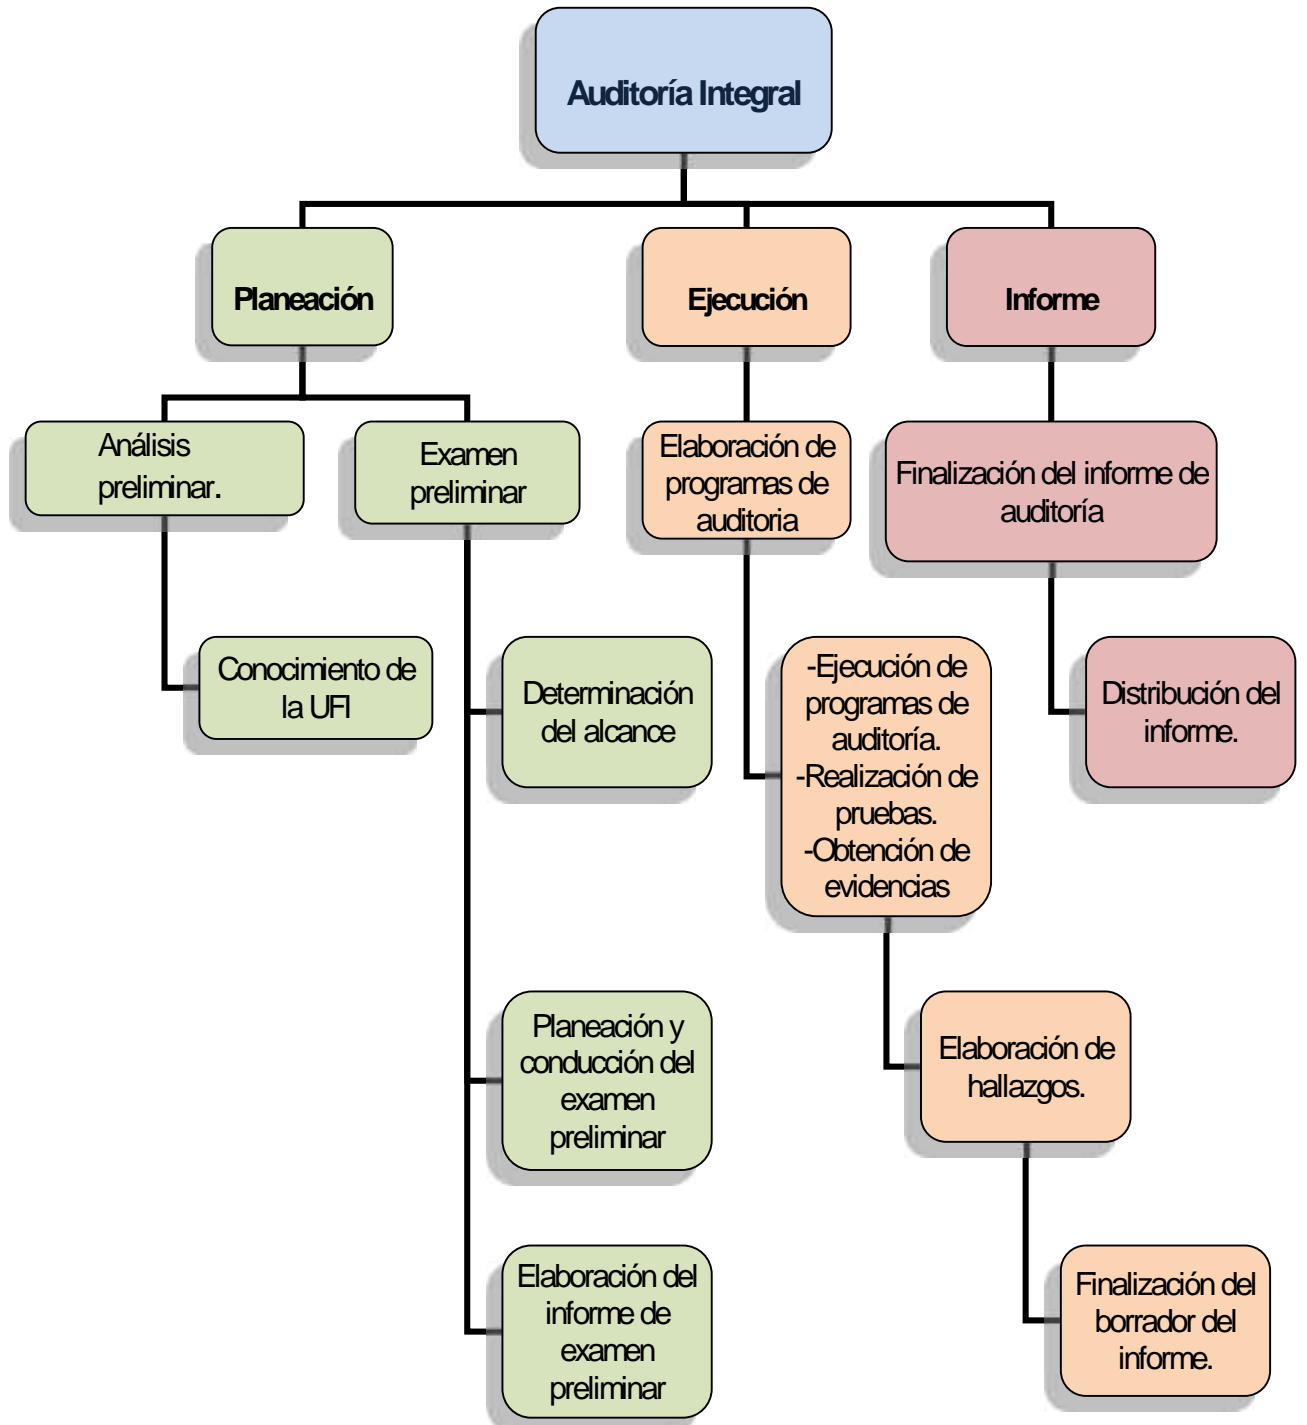 Auditoría Integral
Planeación
Ejecución
Informe
Análisis
preliminar.
Examen
preliminar
Elaboración de
programas de
auditoria
Finalización del informe de
auditoría
Conocimiento de
la UFI
Determinación
del alcance
-Ejecución de
programas de
auditoría.
-Realización de
pruebas.
-Obtención de
evidencias
Distribución del
informe.
Planeación y
conducción del
examen
preliminar
Elaboración de
hallazgos.
Elaboración del
informe de
examen
preliminar
Finalización del
borrador del
informe.